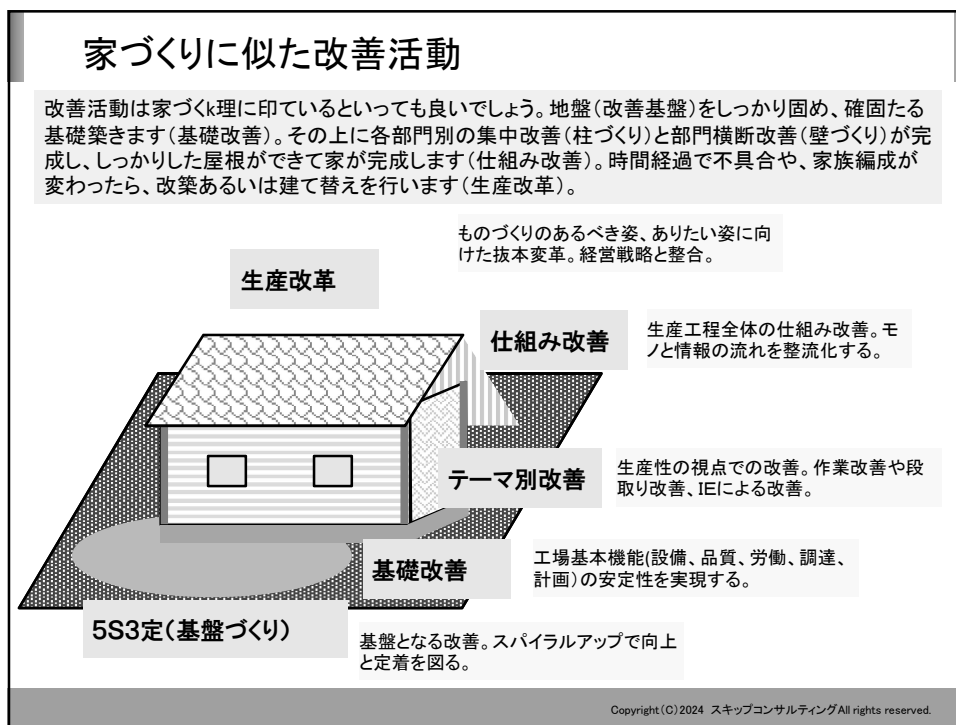 家づくりに似た改善活動
改善活動は家づくk理に印ているといっても良いでしょう。地盤(改善基盤)をしっかり固め、確固たる
基礎築きます(基礎改善)。その上に各部門別の集中改善(柱づくり)と部門横断改善(壁づくり)が完
成し、しっかりした屋根ができて家が完成します(仕組み改善)。時間経過で不具合や、家族編成が
変わったら、改築あるいは建て替えを行います(生産改革)。
ものづくりのあるべき姿、ありたい姿に向
けた抜本変革。経営戦略と整合。
生産改革
仕組み改善
生産工程全体の仕組み改善。モ
ノと情報の流れを整流化する。
テーマ別改善
生産性の視点での改善。作業改善や段
取り改善、IEによる改善。
基礎改善
工場基本機能(設備、品質、労働、調達、
計画)の安定性を実現する。
5S3定(基盤づくり)
基盤となる改善。スパイラルアップで向上
と定着を図る。
Copyright(C)2024 スキップコンサルティングAll rights reserved.